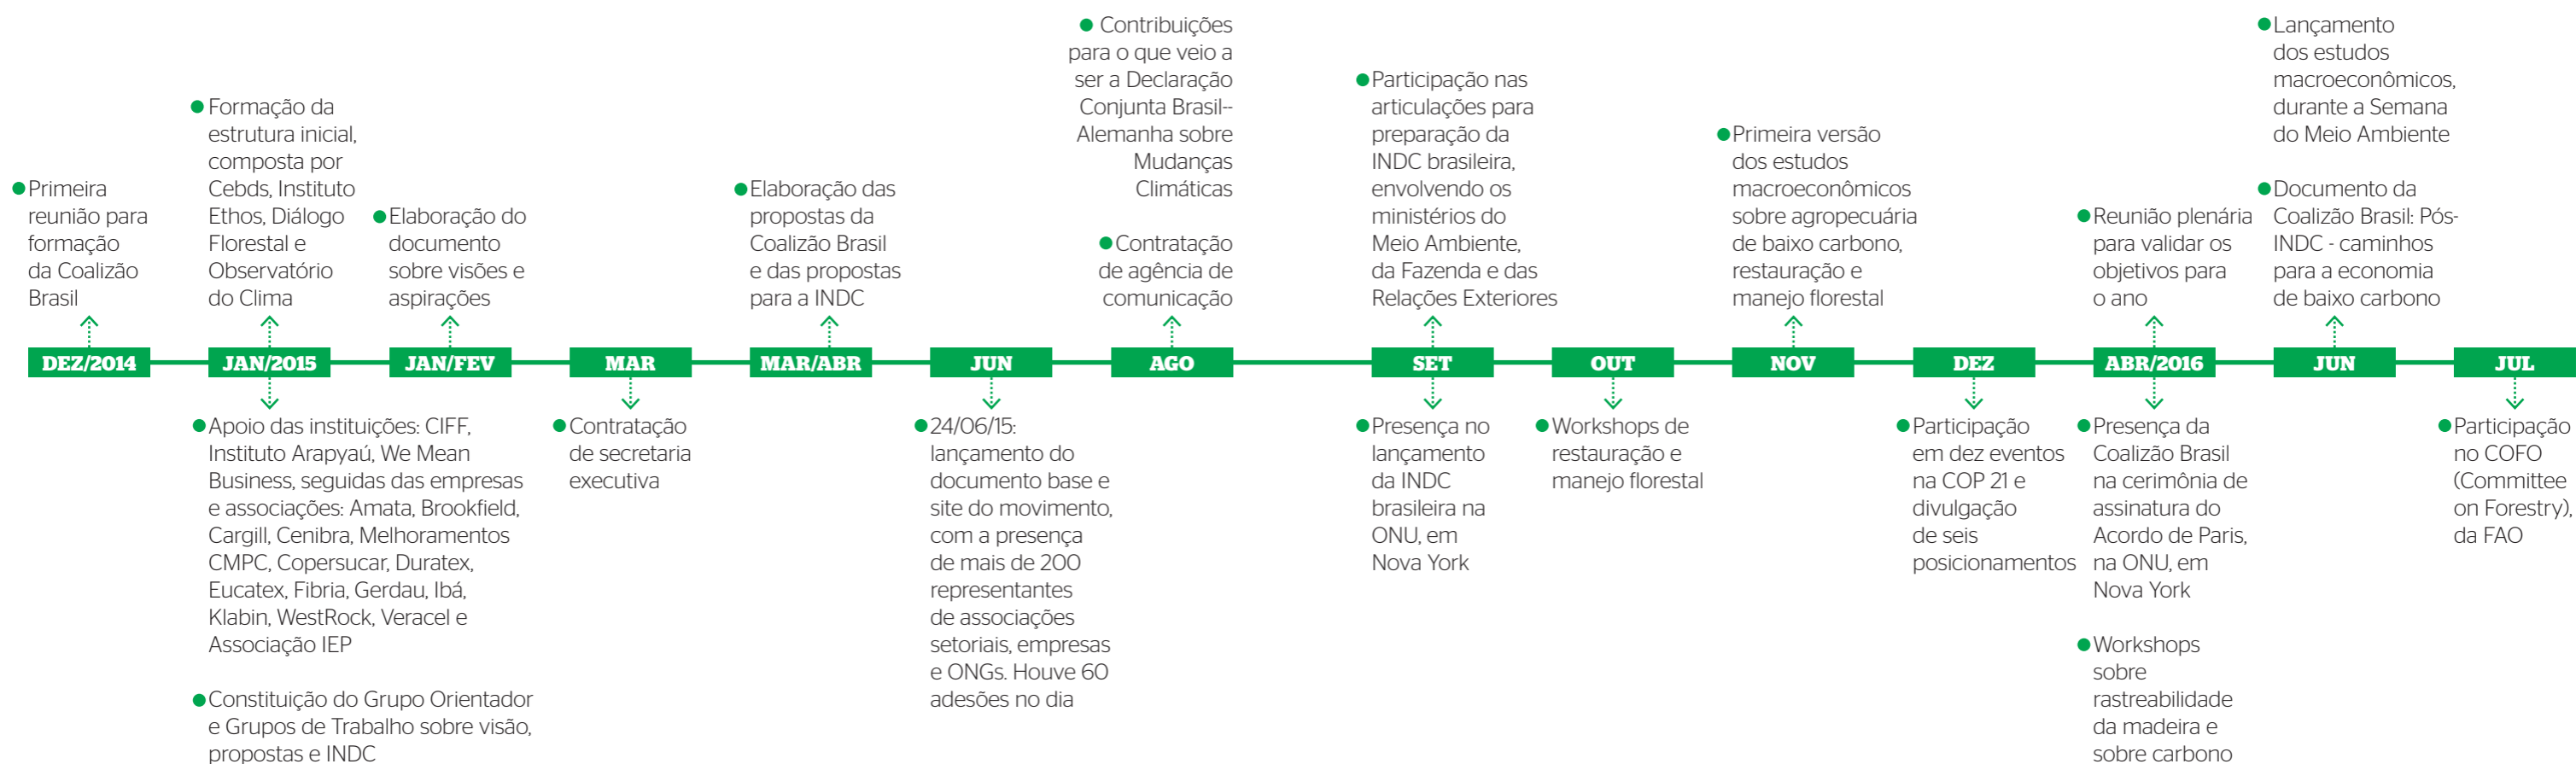 ● Primeira
reunião para
formação
da Coalizão
Brasil
● Formação da
estrutura inicial,
composta por
Cebds, Instituto
Ethos, Diálogo
Florestal e
Observatório
do Clima
● Elaboração do
documento
sobre visões e
aspirações
● Elaboração das
propostas da
Coalizão Brasil
e das propostas
para a INDC
● Contribuições
para o que veio a
ser a Declaração
Conjunta Brasil--
Alemanha sobre
Mudanças
Climáticas
● Contratação
de agência de
comunicação
● Participação nas
articulações para
preparação da
INDC brasileira,
envolvendo os
ministérios do
Meio Ambiente,
da Fazenda e das
Relações Exteriores
● Primeira versão
dos estudos
macroeconômicos
sobre agropecuária
de baixo carbono,
restauração e
manejo florestal
● Reunião plenária
para validar os
objetivos para
o ano
● Lançamento
dos estudos
macroeconômicos,
durante a Semana
do Meio Ambiente
● Documento da
Coalizão Brasil: Pós-
INDC - caminhos
para a economia
de baixo carbono
DEZ/2014 JAN/2015 JAN/FEV MAR MAR/ABR JUN AGO SET OUT NOV DEZ ABR/2016 JUN JUL
● Apoio das instituições: CIFF,
Instituto Arapyaú, We Mean
Business, seguidas das empresas
e associações: Amata, Brookfield,
Cargill, Cenibra, Melhoramentos
CMPC, Copersucar, Duratex,
Eucatex, Fibria, Gerdau, Ibá,
Klabin, WestRock, Veracel e
Associação IEP
● Constituição do Grupo Orientador
e Grupos de Trabalho sobre visão,
propostas e INDC
● Contratação
de secretaria
executiva
● 24/06/15:
lançamento do
documento base e
site do movimento,
com a presença
de mais de 200
representantes
de associações
setoriais, empresas
e ONGs. Houve 60
adesões no dia
● Presença no
lançamento
da INDC
brasileira na
ONU, em
Nova York
● Workshops de
restauração e
manejo florestal
● Participação
em dez eventos
na COP 21 e
divulgação
de seis
posicionamentos
● Presença da
Coalizão Brasil
na cerimônia de
assinatura do
Acordo de Paris,
na ONU, em
Nova York
● Workshops
sobre
rastreabilidade
da madeira e
sobre carbono
● Participação
no COFO
(Committee
on Forestry),
da FAO